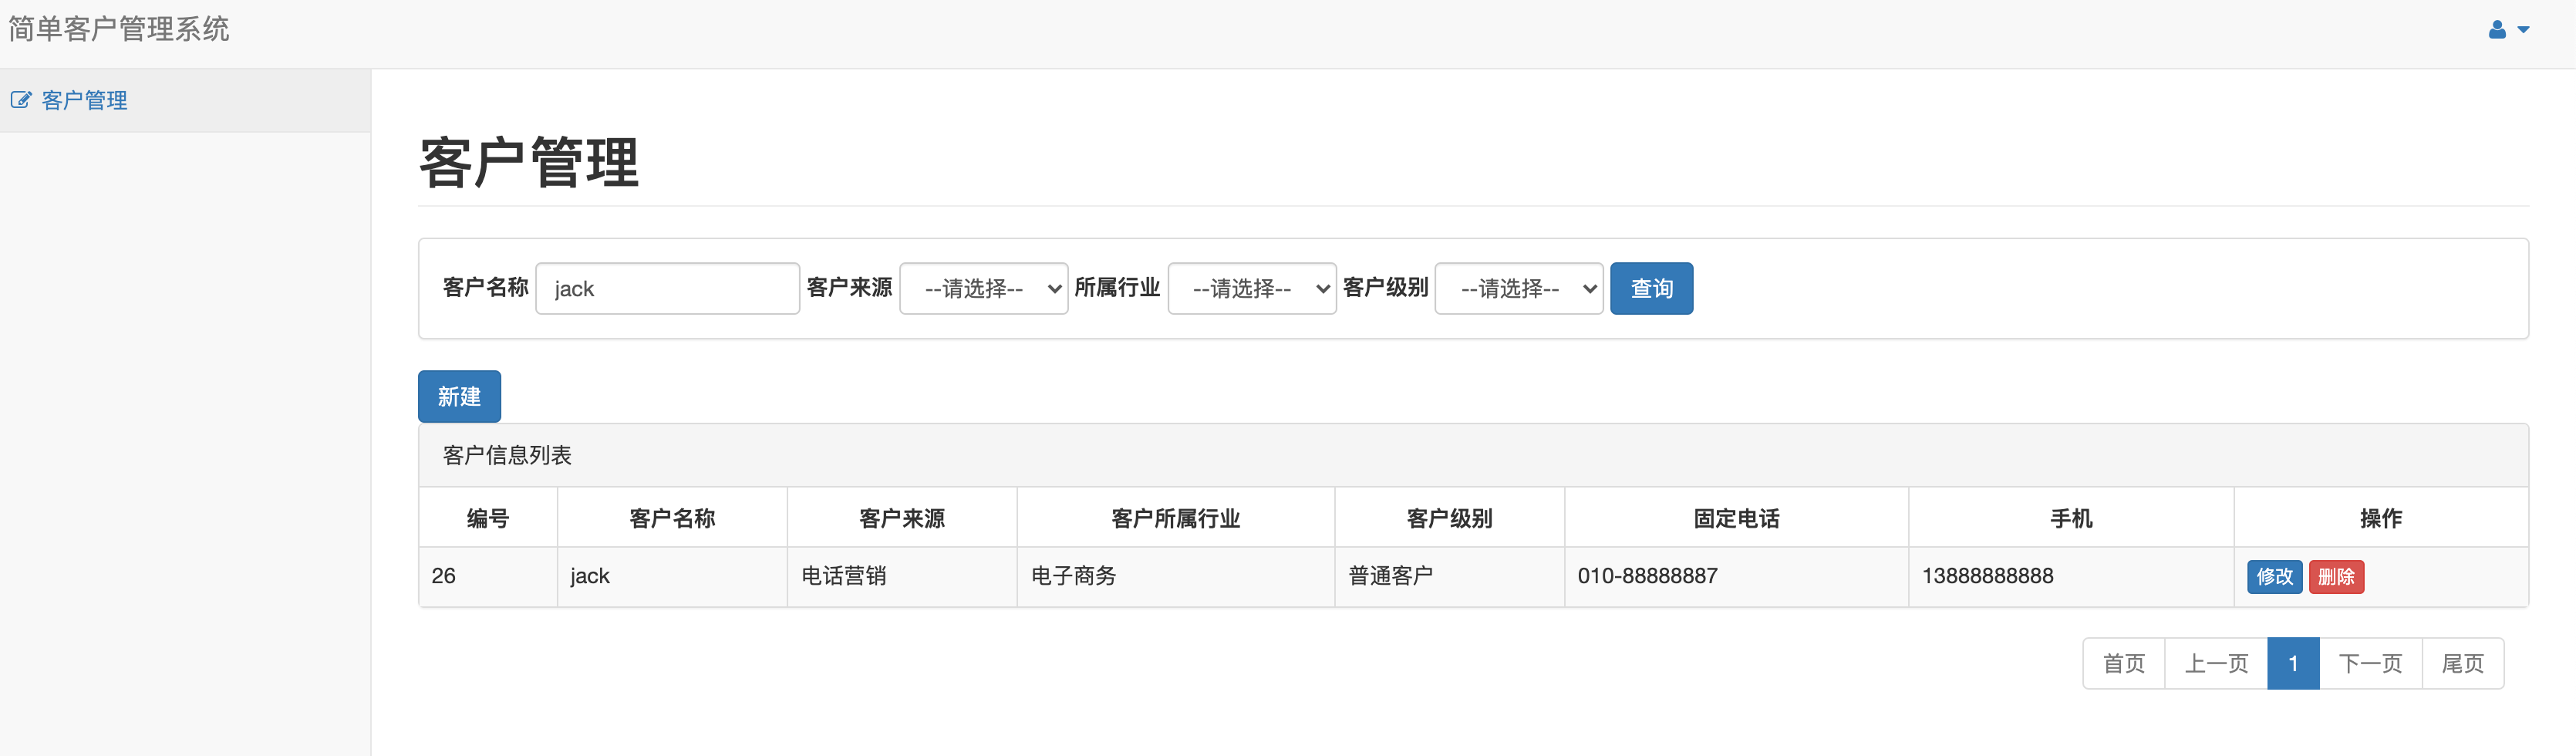 简单客户管理系统
客户管理
客户管理
客户名称 jack 客户来源 --请选择-- 所属行业 --请选择-- 客户级别 --请选择-- 查询
新建
客户信息列表
编号 客户名称 客户来源 客户所属行业 客户级别 固定电话 手机 操作
26 jack 电话营销 电子商务 普通客户 010-88888887 13888888888 修改 删除
首页 上一页 1 下一页 尾页